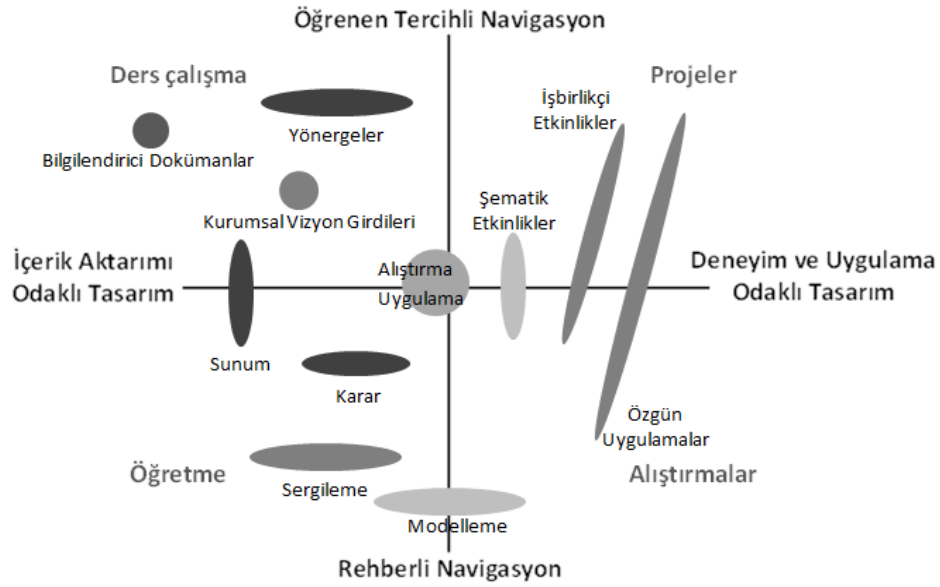 Öğrenen Tercihli Navigasyon
Ders çalışma
Projeler
İşbirlikçi
Etkinlikler
Yönergeler
Bilgilendirici Dokümanlar
Şematik
Etkinlikler
Kurumsal Vizyon Girdileri
İçerik Aktarımı
Odaklı Tasarım
Alıştırma
Uygulama
Deneyim ve Uygulama
Odaklı Tasarım
Sunum
Karar
Özgün
Uygulamalar
Öğretme
Sergileme
Alıştırmalar
Modelleme
Rehberli Navigasyon